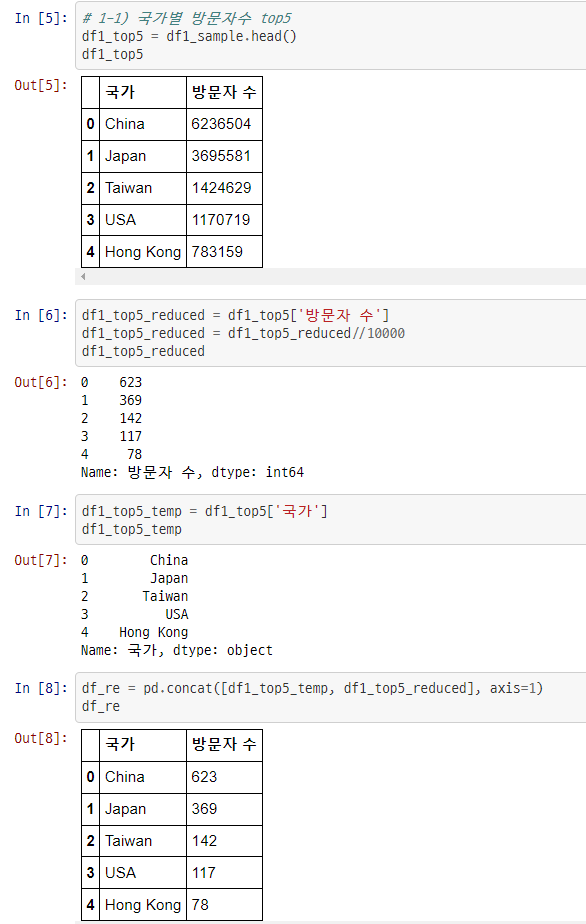 In [5]: # 1-1) 국가별 방문자수 top5
df1_top5 = df1_sample.head()
df1_top5
Out[5]:
국가 방문자 수
0 China 6236504
1 Japan 3695581
2 Taiwan 1424629
3 USA 1170719
4 Hong Kong 783159
In [6]: df1_top5_reduced = df1_top5['방문자 수']
df1_top5_reduced = df1_top5_reduced//10000
df1_top5_reduced
Out[6]: 0 623
1 369
2 142
3 117
4 78
Name: 방문자 수, dtype: int64
In [7]: df1_top5_temp = df1_top5['국가']
df1_top5_temp
Out[7]: 0 China
1 Japan
2 Taiwan
3 USA
4 Hong Kong
Name: 국가, dtype: object
In [8]: df_re = pd.concat([df1_top5_temp, df1_top5_reduced], axis=1)
df_re
Out[8]:
국가 방문자 수
0 China 623
1 Japan 369
2 Taiwan 142
3 USA 117
4 Hong Kong 78